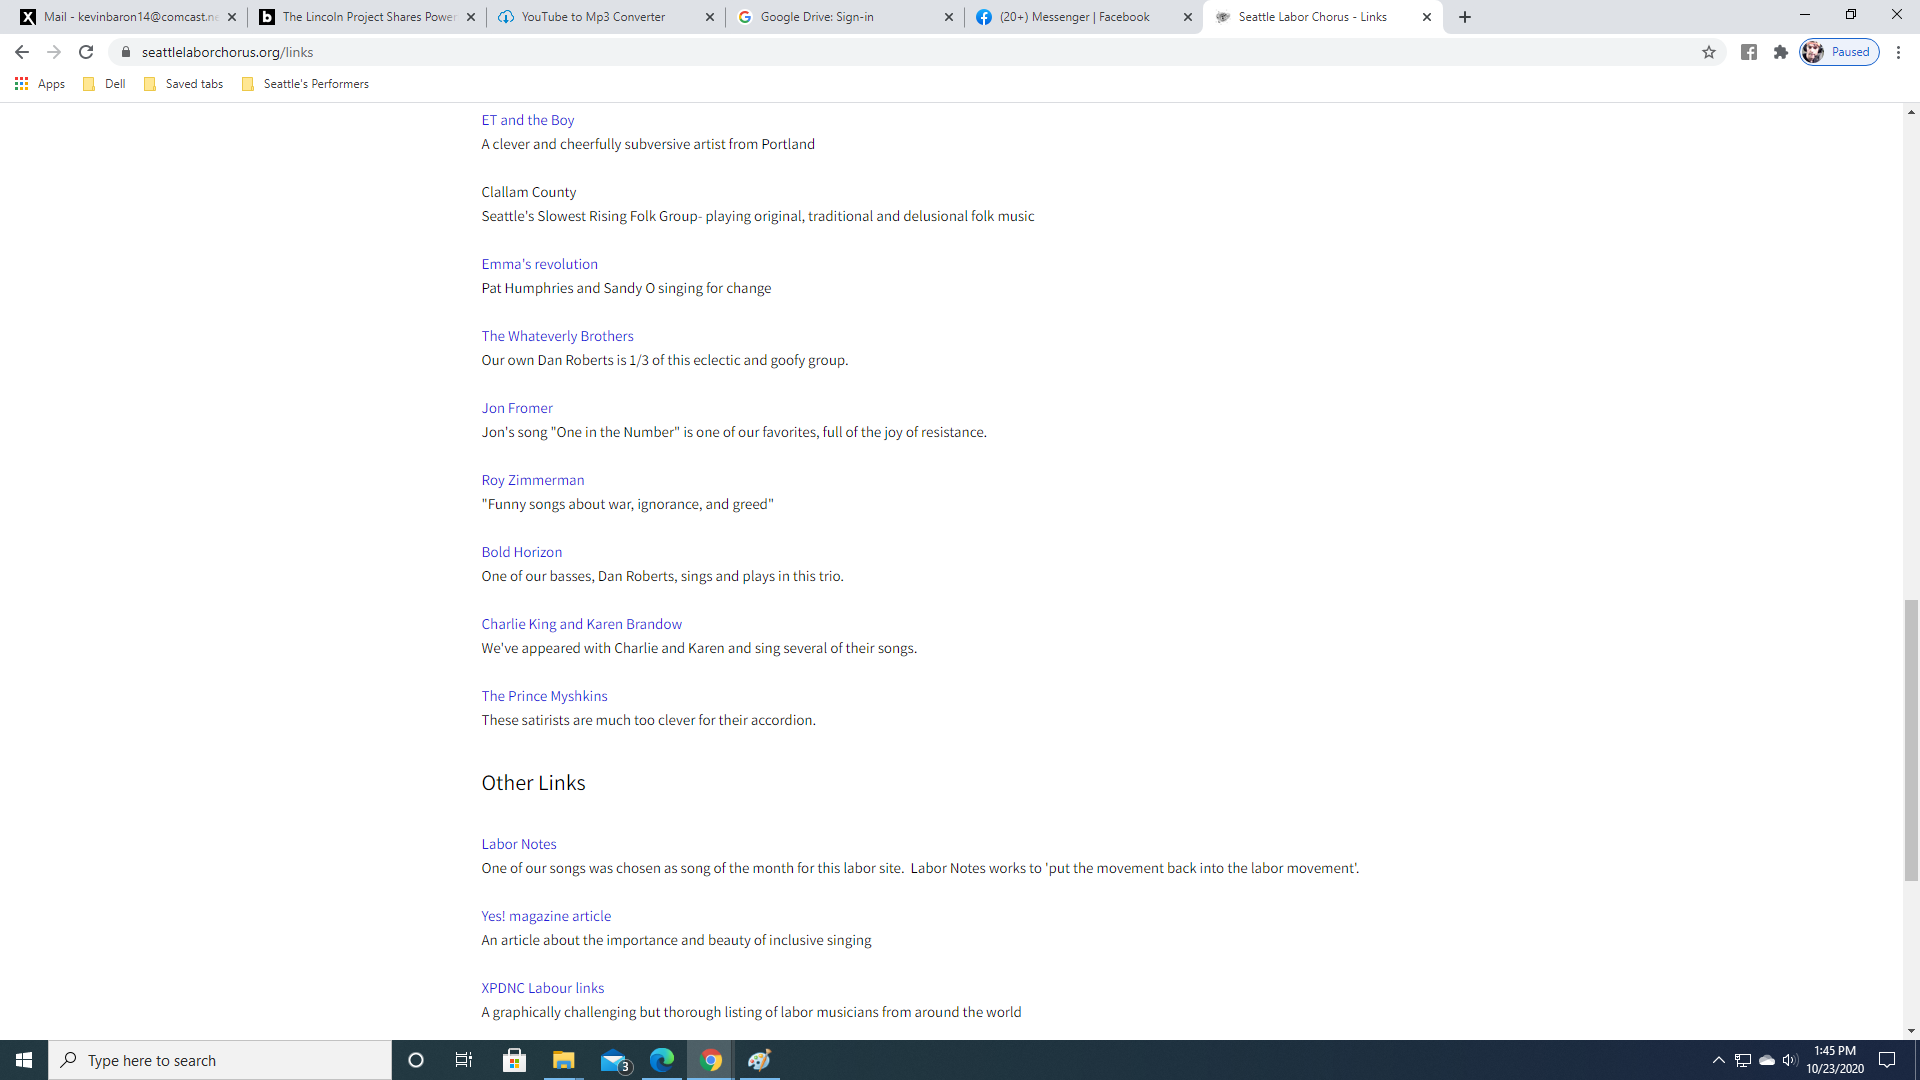 Mail - kevinbaron14@comcast.ne
The Lincoln Project Shares Power
YouTube to Mp3 Converter
Google Drive: Sign-in
(20+) Messenger | Facebook
Seattle Labor Chorus - Links
seattlelaborchorus.org/links
Paused
Apps
Dell
Saved tabs
Seattle's Performers
ET and the Boy
A clever and cheerfully subversive artist from Portland
Clallam County
Seattle's Slowest Rising Folk Group- playing original, traditional and delusional folk music
Emma's revolution
Pat Humphries and Sandy O singing for change
The Whateverly Brothers
Our own Dan Roberts is 1/3 of this eclectic and goofy group.
Jon Fromer
Jon's song "One in the Number" is one of our favorites, full of the joy of resistance.
Roy Zimmerman
"Funny songs about war, ignorance, and greed"
Bold Horizon
One of our basses, Dan Roberts, sings and plays in this trio.
Charlie King and Karen Brandow
We've appeared with Charlie and Karen and sing several of their songs.
The Prince Myshkins
These satirists are much too clever for their accordion.
Other Links
Labor Notes
One of our songs was chosen as song of the month for this labor site.  Labor Notes works to 'put the movement back into the labor movement'.
Yes! magazine article
An article about the importance and beauty of inclusive singing
XPDNC Labour links
A graphically challenging but thorough listing of labor musicians from around the world
Type here to search
3
1:45 PM
10/23/2020